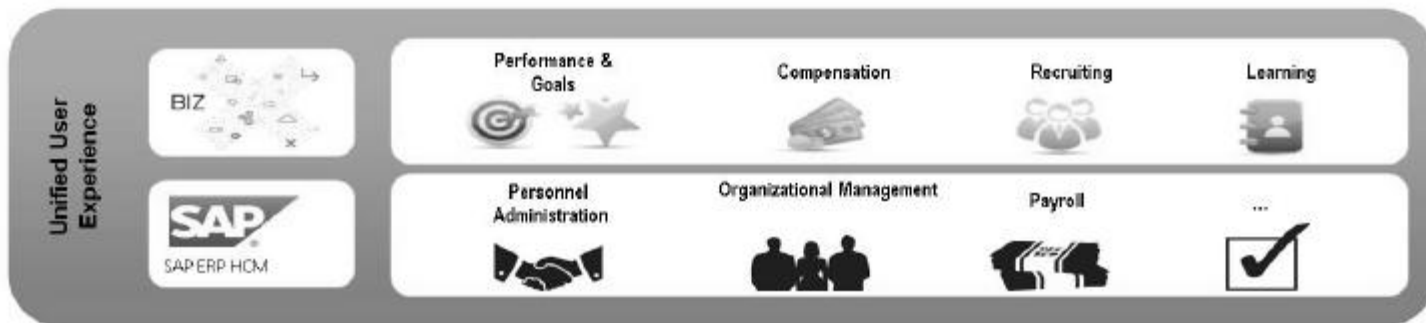 Unified User
Experience
BIZ
Performance &
Goals
Compensation
Recruiting
Learning
SAP®
SAP ERP HCM
Personnel
Administration
Organizational Management
Payroll
...